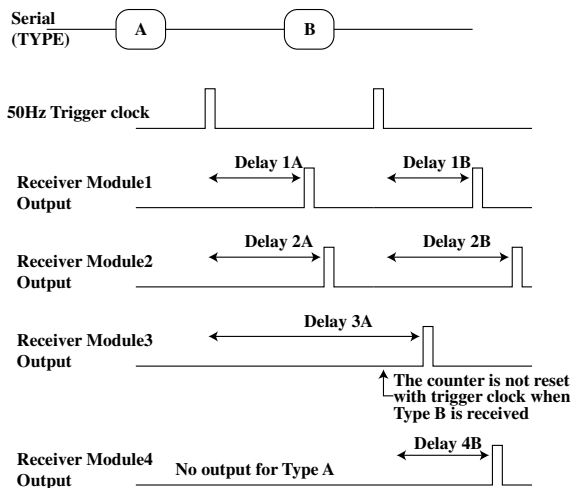 Serial
(TYPE)
A
B
50Hz Trigger clock
Delay 1A
Delay 1B
Receiver Module1
Output
Delay 2A
Delay 2B
Receiver Module2
Output
Delay 3A
Receiver Module3
Output
The counter is not reset
with trigger clock when
Type B is received
Delay 4B
Receiver Module4
Output
No output for Type A